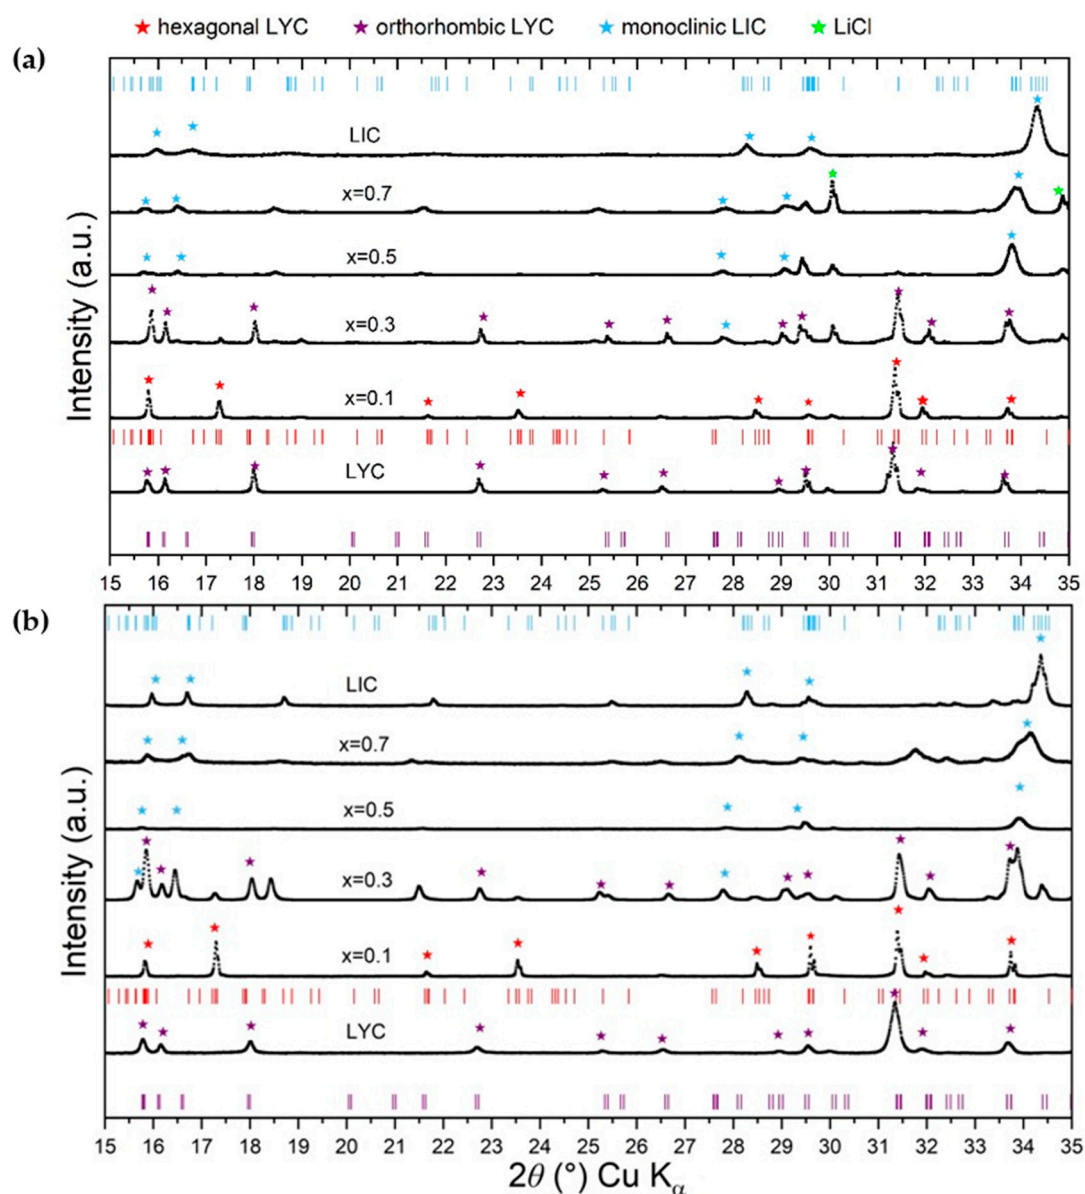 ★ hexagonal LYC ★ orthorhombic LYC ★ monoclinic LIC ★ LiCl
(a)
LIC
x=0.7
x=0.5
x=0.3
x=0.1
LYC
Intensity (a.u.)
15 16 17 18 19 20 21 22 23 24 25 26 27 28 29 30 31 32 33 34 35
(b)
LIC
x=0.7
x=0.5
x=0.3
x=0.1
LYC
Intensity (a.u.)
15 16 17 18 19 20 21 22 23 24 25 26 27 28 29 30 31 32 33 34 35
2θ (°) Cu Kα